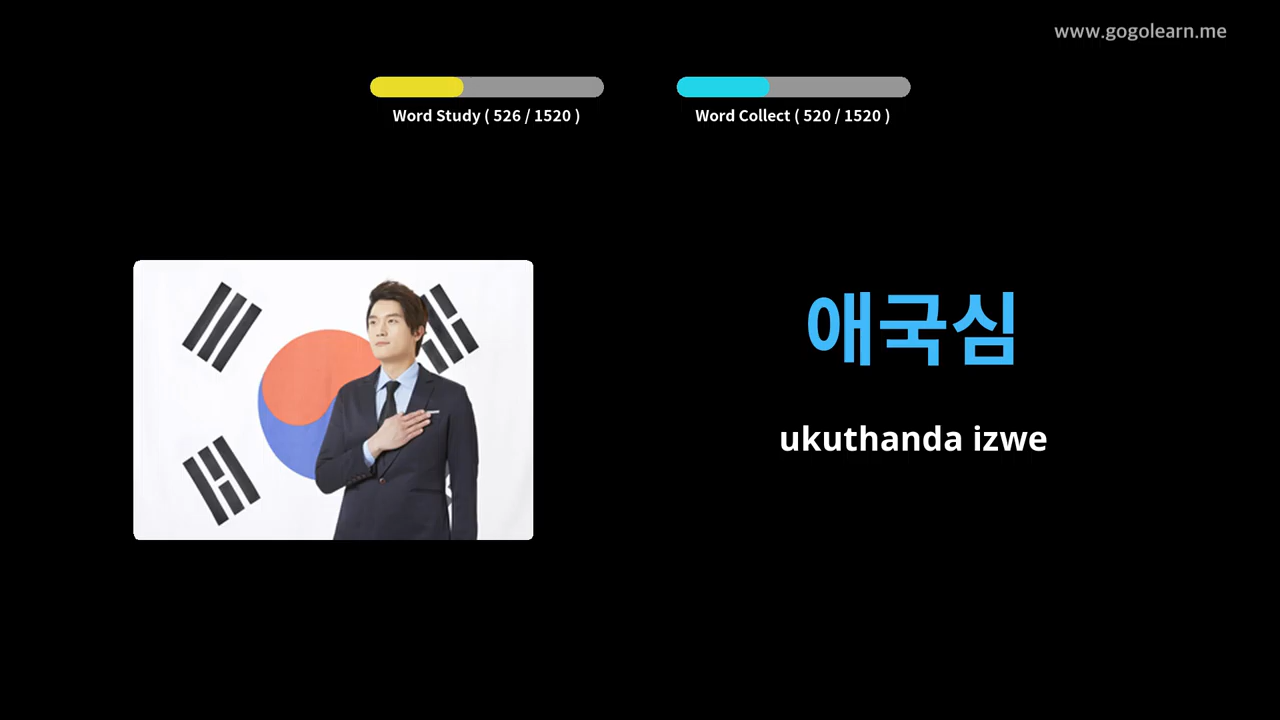 www.gogolearn.me
Word Study ( 526 / 1520 )
Word Collect ( 520 / 1520 )
애국심
ukuthanda izwe